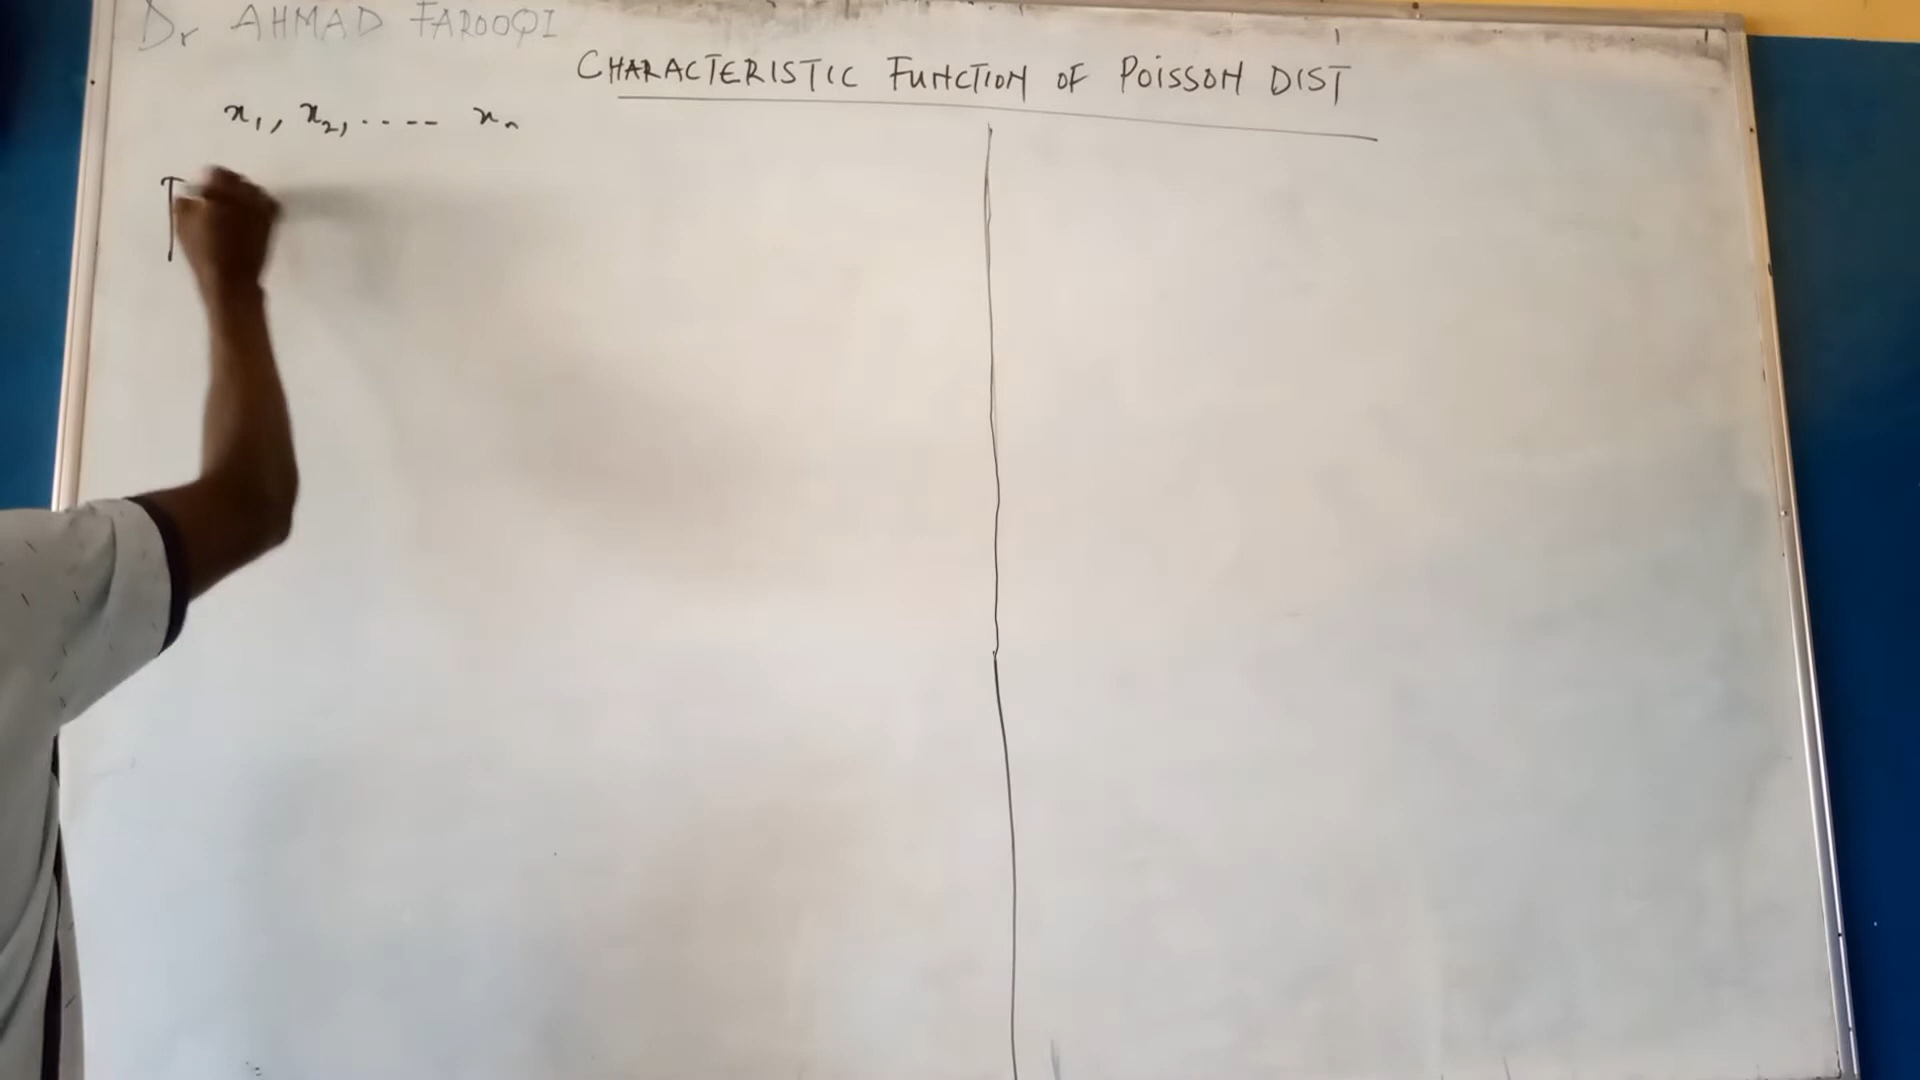 Dr AHMAD FAROOQI
CHARACTERISTIC FUNCTION OF POISSON DIST
x₁, x₂, .... xₙ